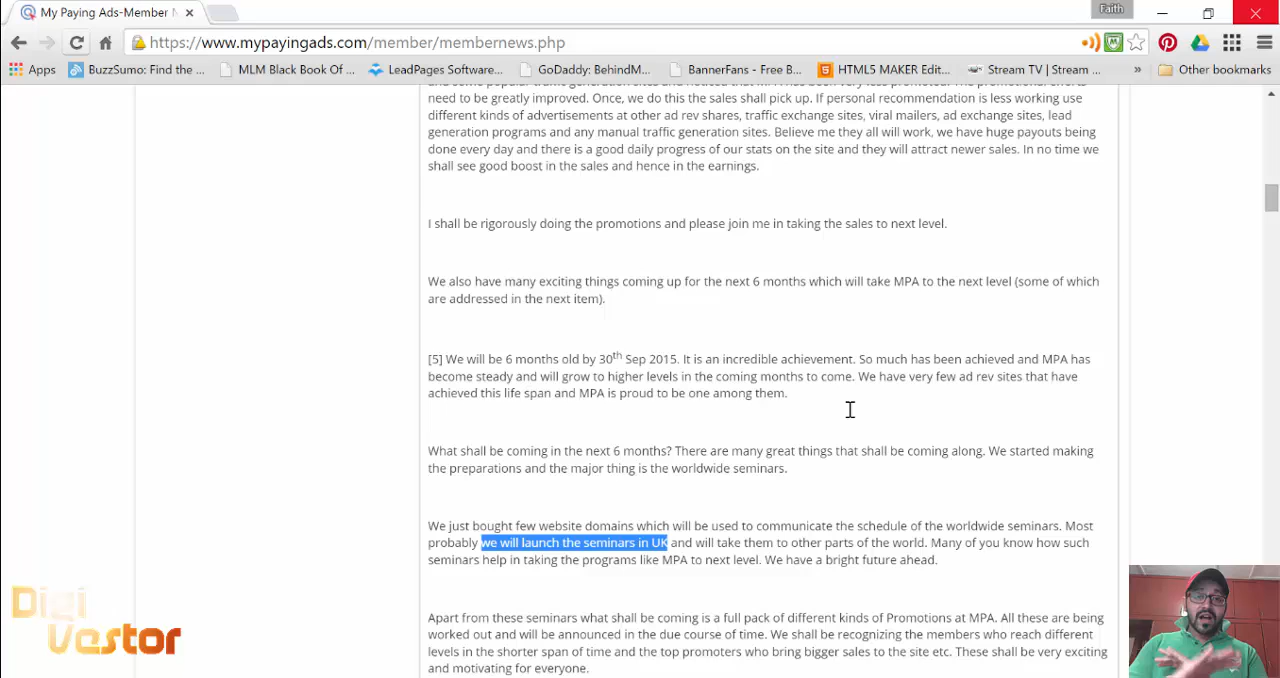 My Paying Ads-Member N
Faith
https://www.mypayingads.com/member/membernews.php
Apps BuzzSumo: Find the ... MLM Black Book Of ... LeadPages Software... GoDaddy: BehindM... BannerFans - Free B... HTML5 MAKER Edit... Stream TV | Stream ... » Other bookmarks
need to be greatly improved. Once, we do this the sales shall pick up. If personal recommendation is less working use
different kinds of advertisements at other ad rev shares, traffic exchange sites, viral mailers, ad exchange sites, lead
generation programs and any manual traffic generation sites. Believe me they all will work, we have huge payouts being
done every day and there is a good daily progress of our stats on the site and they will attract newer sales. In no time we
shall see good boost in the sales and hence in the earnings.
I shall be rigorously doing the promotions and please join me in taking the sales to next level.
We also have many exciting things coming up for the next 6 months which will take MPA to the next level (some of which
are addressed in the next item).
[5] We will be 6 months old by 30th Sep 2015. It is an incredible achievement. So much has been achieved and MPA has
become steady and will grow to higher levels in the coming months to come. We have very few ad rev sites that have
achieved this life span and MPA is proud to be one among them.
What shall be coming in the next 6 months? There are many great things that shall be coming along. We started making
the preparations and the major thing is the worldwide seminars.
We just bought few website domains which will be used to communicate the schedule of the worldwide seminars. Most
probably we will launch the seminars in UK and will take them to other parts of the world. Many of you know how such
seminars help in taking the programs like MPA to next level. We have a bright future ahead.
Apart from these seminars what shall be coming is a full pack of different kinds of Promotions at MPA. All these are being
worked out and will be announced in the due course of time. We shall be recognizing the members who reach different
levels in the shorter span of time and the top promoters who bring bigger sales to the site etc. These shall be very exciting
and motivating for everyone.
Digi
Vestor